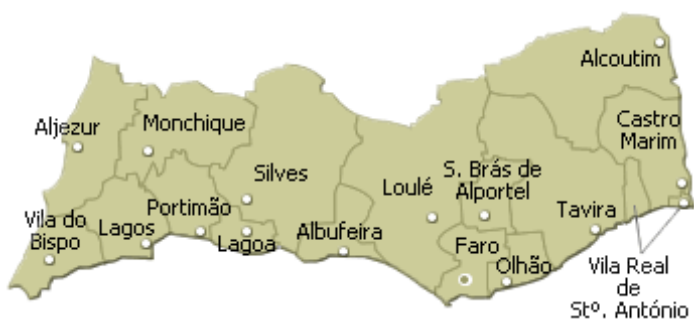 Alcoutim
Castro
Marim
Aljezur
Monchique
S. Brás de
Alportel
Silves
Loulé
Portimão
Tavira
Vila do
Bispo
Lagos
Lagoa
Albufeira
Faro
Olhão
Vila Real
de
Stº. António